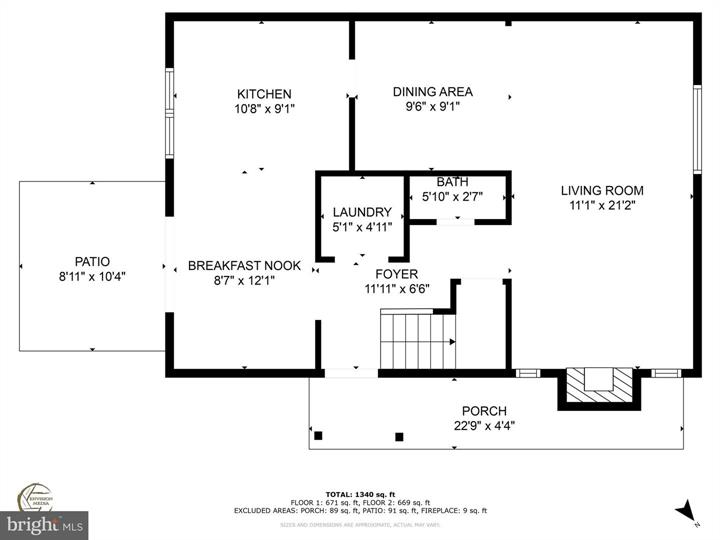 KITCHEN
10'8" x 9'1"
DINING AREA
9'6" x 9'1"
BATH
5'10" x 2'7"
LIVING ROOM
11'1" x 21'2"
LAUNDRY
5'1" x 4'11"
PATIO
8'11" x 10'4"
BREAKFAST NOOK
8'7" x 12'1"
FOYER
11'11" x 6'6"
PORCH
22'9" x 4'4"
TOTAL: 1340 sq. ft
FLOOR 1: 671 sq. ft, FLOOR 2: 669 sq. ft
EXCLUDED AREAS: PORCH: 89 sq. ft, PATIO: 91 sq. ft, FIREPLACE: 9 sq. ft
SIZES AND DIMENSIONS ARE APPROXIMATE, ACTUAL MAY VARY.
ENVISION
MEDIA
bright MLS